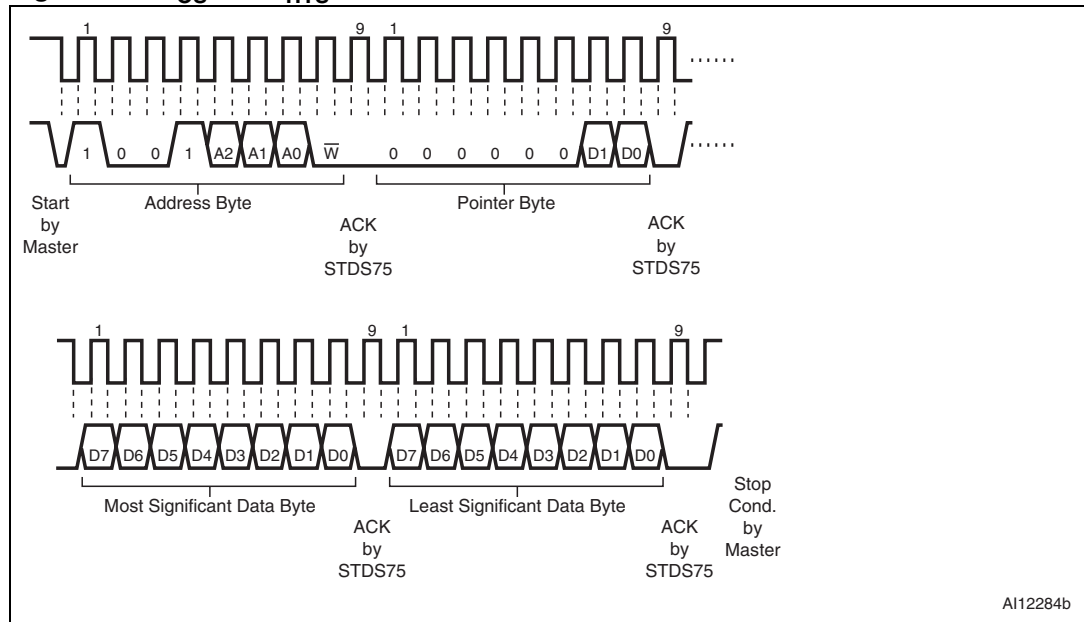 1 9 1 9
1 0 0 1 A2 A1 A0 W 0 0 0 0 0 0 D1 D0
Start
by
Master
Address Byte
Pointer Byte
ACK
by
STDS75
ACK
by
STDS75
1 9 1 9
D7 D6 D5 D4 D3 D2 D1 D0 D7 D6 D5 D4 D3 D2 D1 D0
Most Significant Data Byte
Least Significant Data Byte
ACK
by
STDS75
ACK
by
STDS75
Stop
Cond.
by
Master
AI12284b